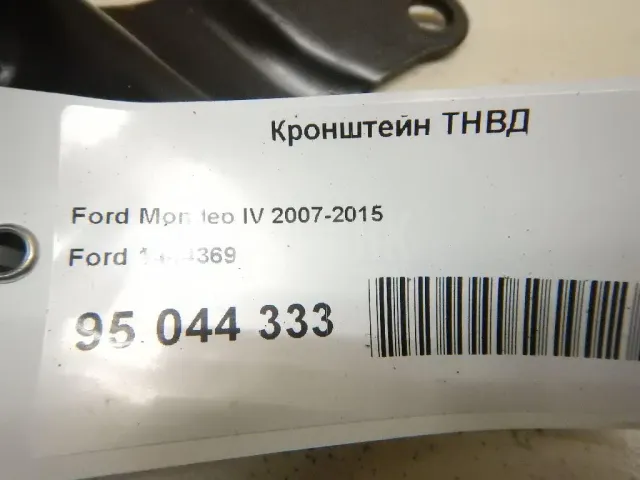 Кронштейн ТНВД
Ford Mondeo IV 2007-2015
Ford
95 044 333